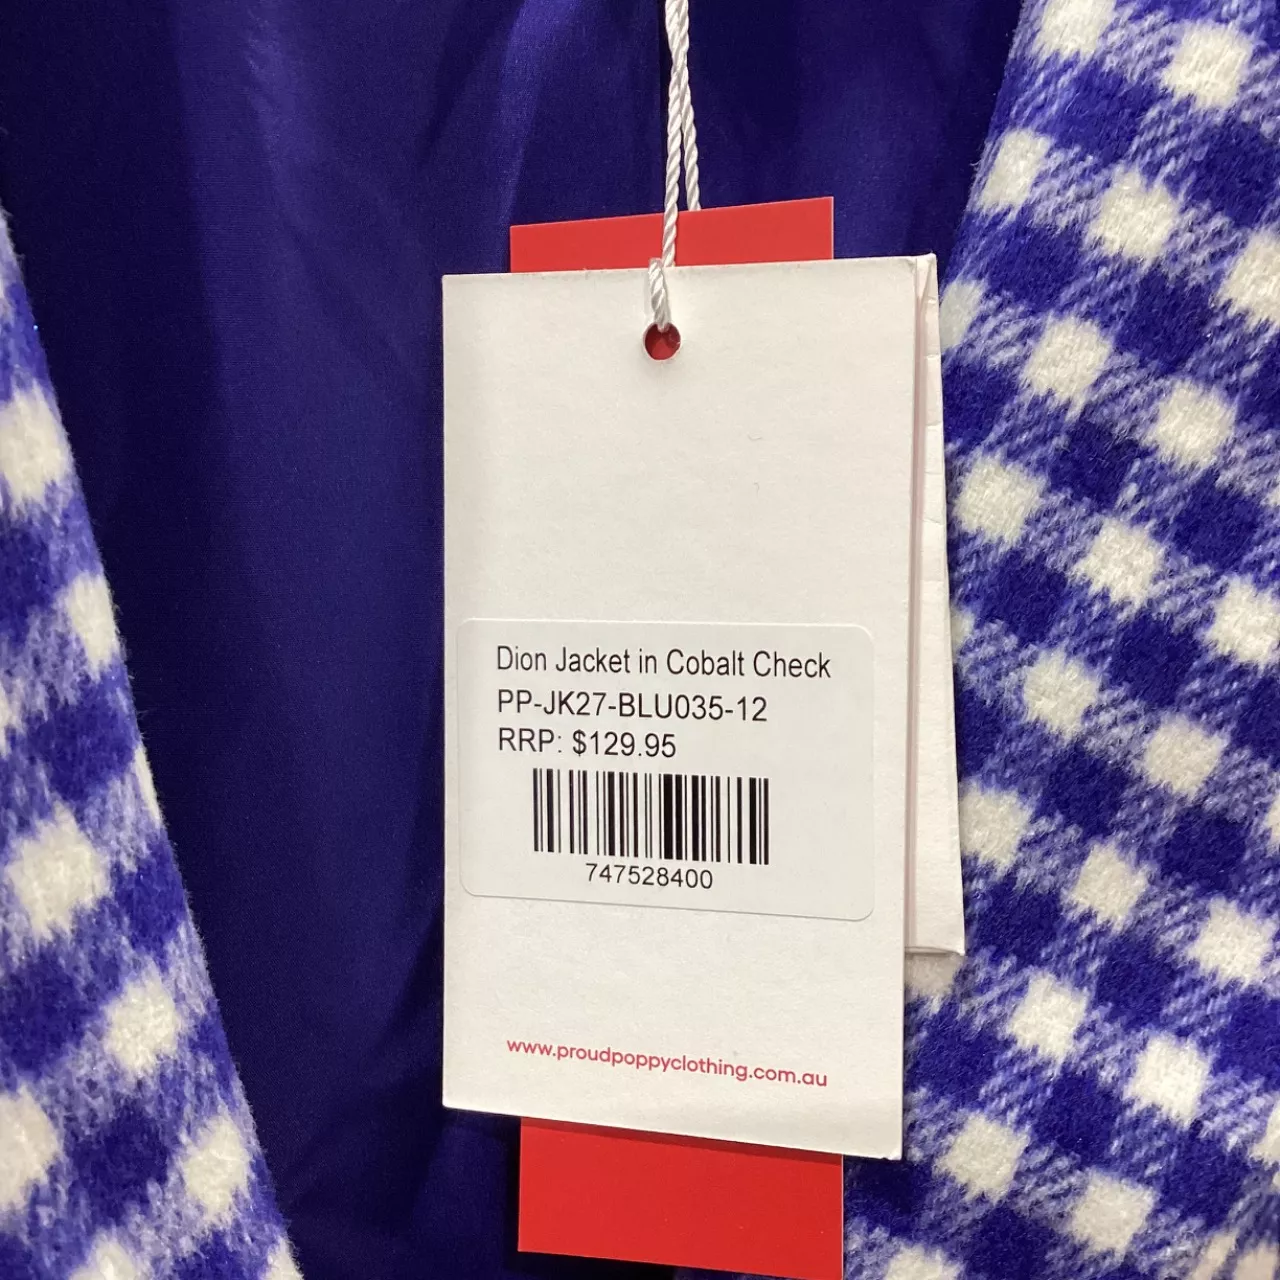 Dion Jacket in Cobalt Check
PP-JK27-BLU035-12
RRP: $129.95
747528400
www.proudpoppyclothing.com.au